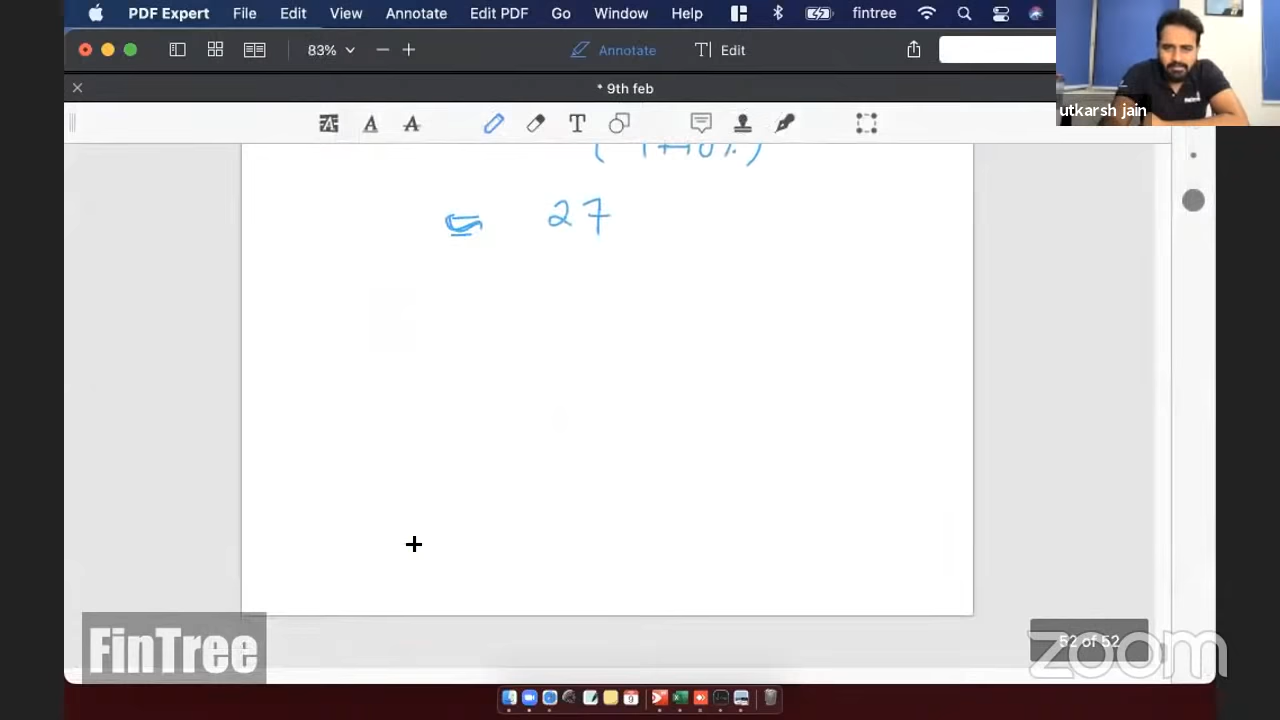 PDF Expert File Edit View Annotate Edit PDF Go Window Help fintree
83% Annotate T Edit
* 9th feb
A A A T
utkarsh jain
= 27
FinTree
52 of 52
zoom